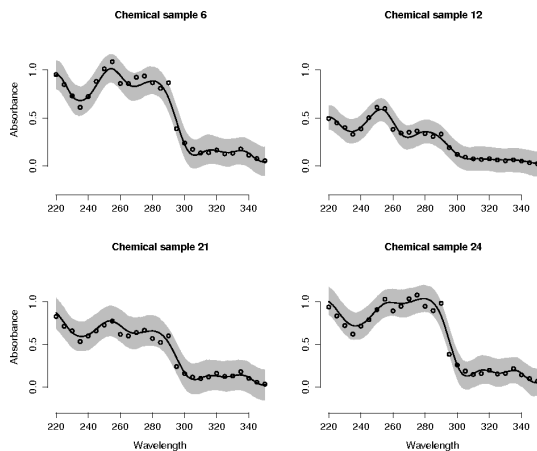 Chemical sample 6
Chemical sample 12
Absorbance
0.0 0.5 1.0
0.0 0.5 1.0
220 240 260 280 300 320 340
220 240 260 280 300 320 340
Chemical sample 21
Chemical sample 24
Absorbance
0.0 0.5 1.0
0.0 0.5 1.0
220 240 260 280 300 320 340
220 240 260 280 300 320 340
Wavelength
Wavelength